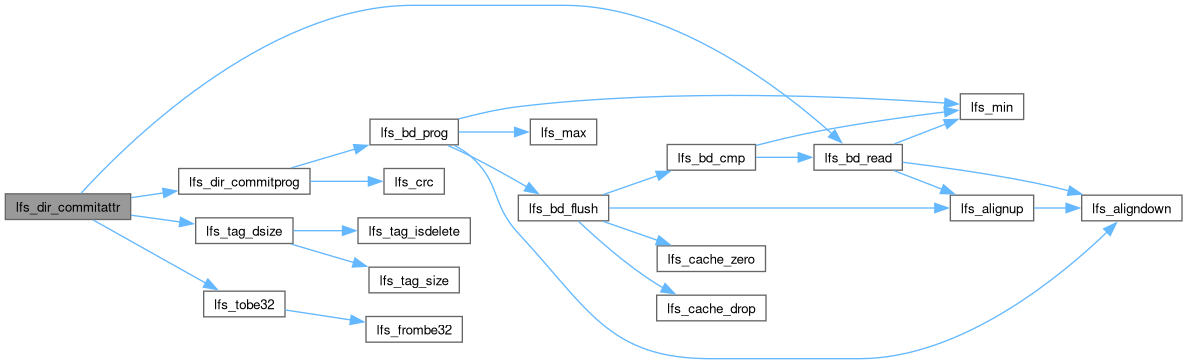 lfs_dir_commitattr
lfs_dir_commitprog
lfs_tag_dsize
lfs_tobe32
lfs_bd_prog
lfs_crc
lfs_tag_isdelete
lfs_tag_size
lfs_frombe32
lfs_max
lfs_bd_flush
lfs_bd_cmp
lfs_cache_zero
lfs_cache_drop
lfs_bd_read
lfs_min
lfs_alignup
lfs_aligndown